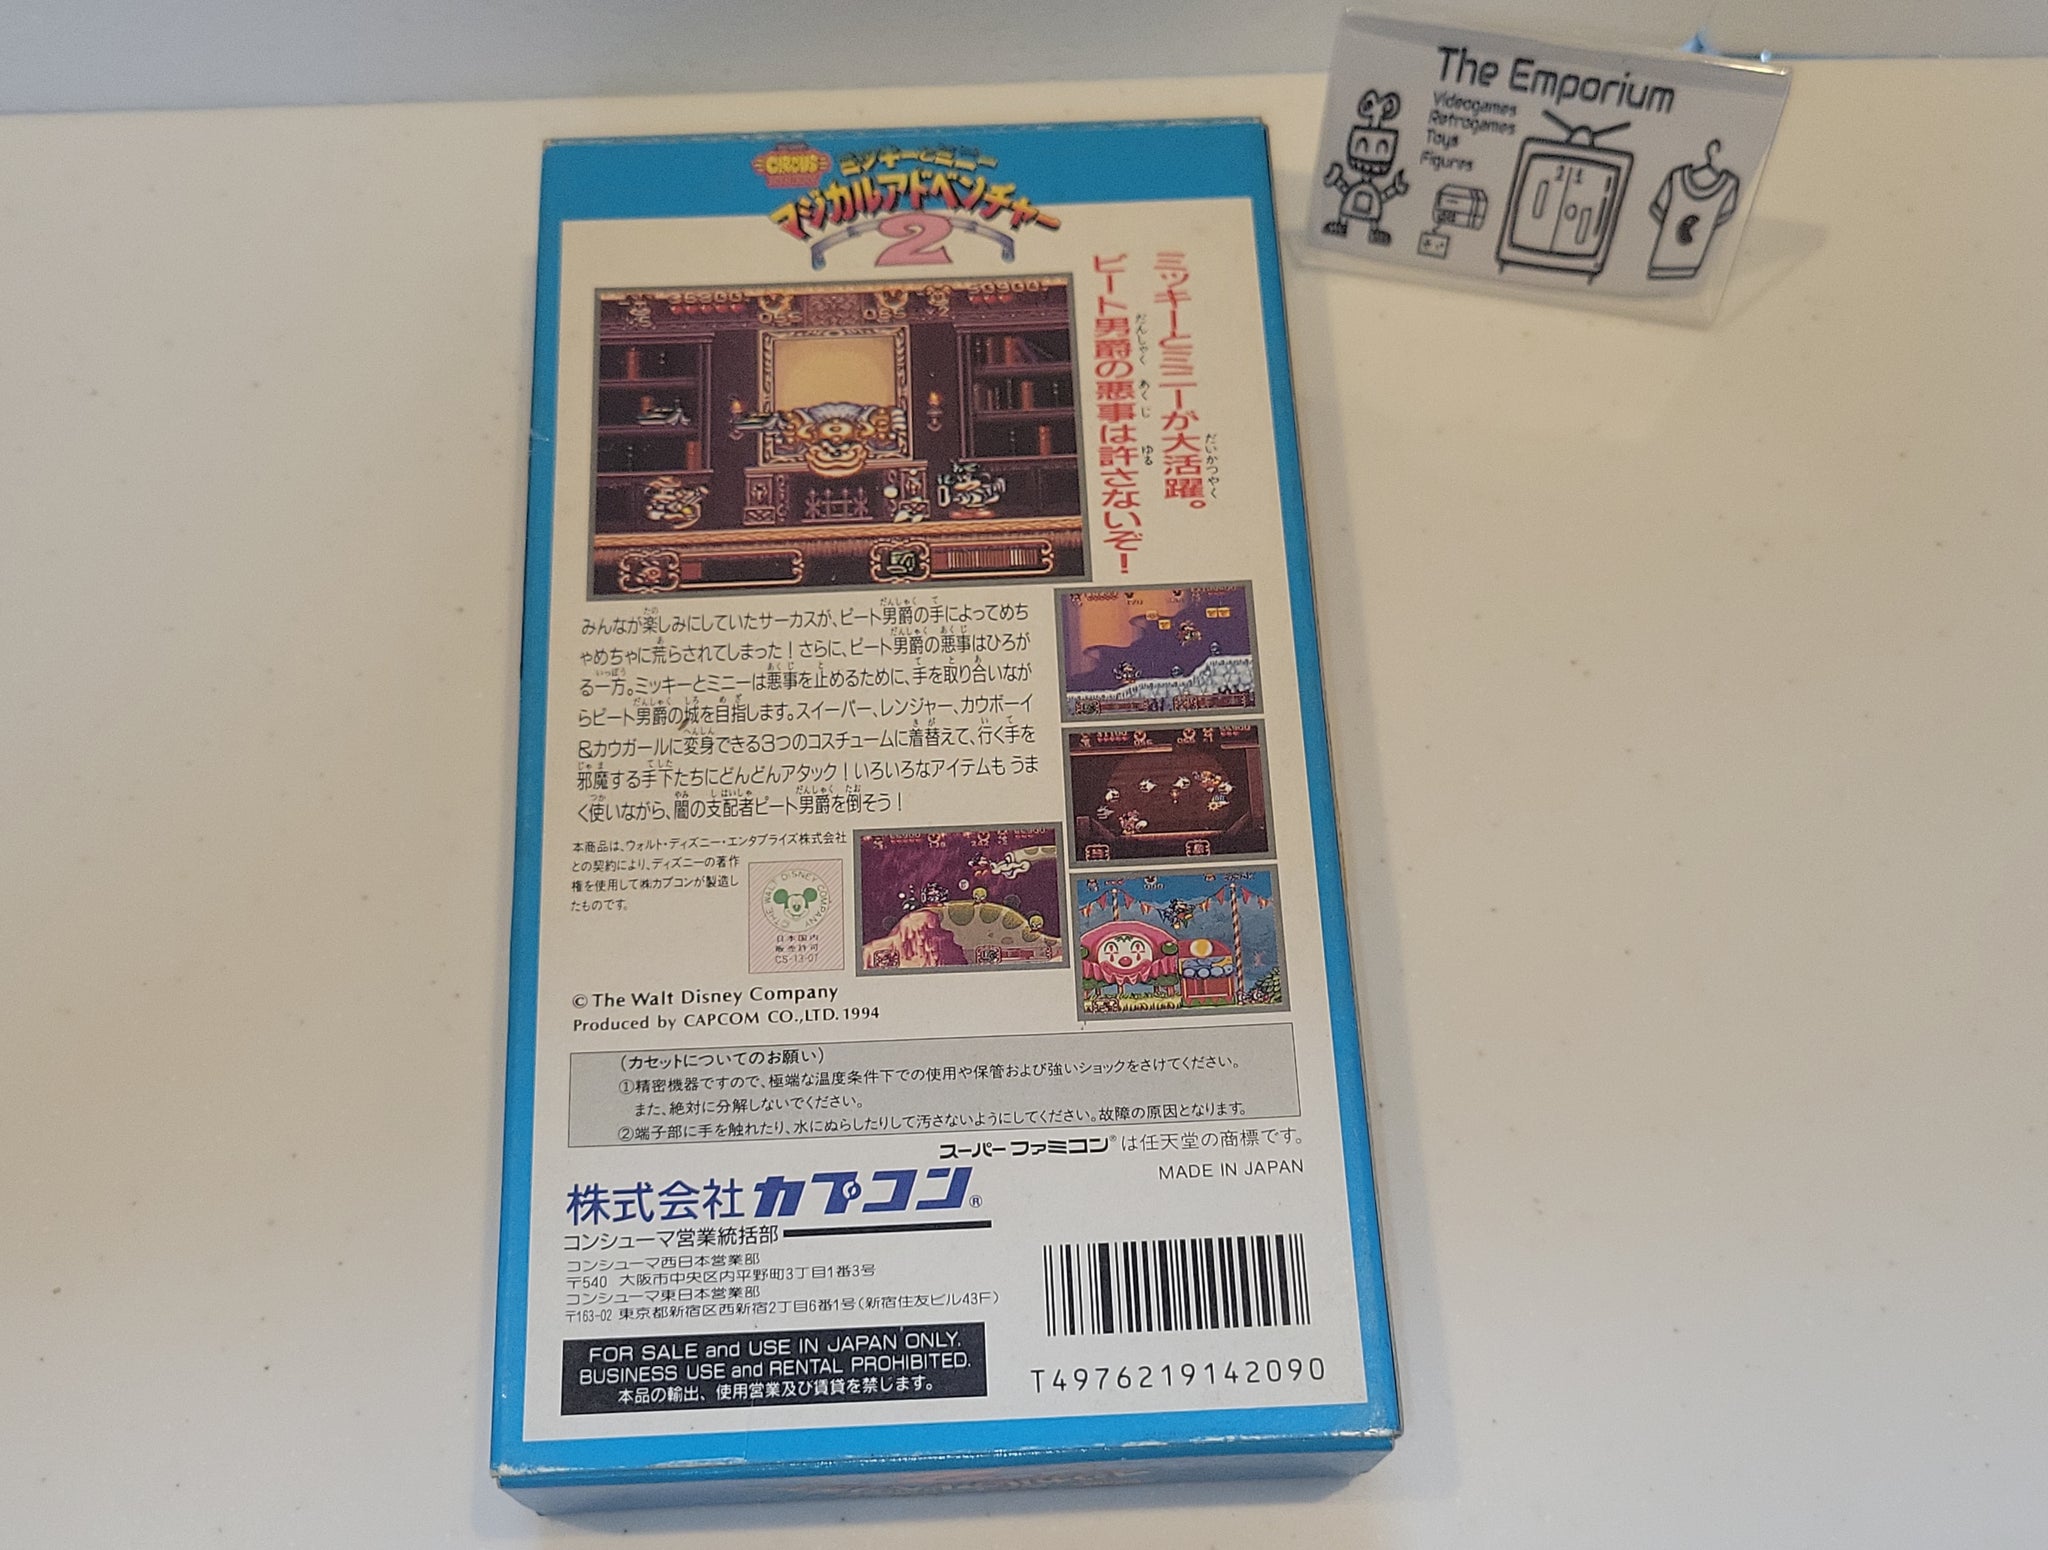 The Emporium
Videogames
Retrogames
Toys
Figures
CIRCUS
ミッキーとミニー
マジカルアドベンチャー
2
ミッキーとミニーが大活躍。
ピート男爵の悪事は許さないぞ!
みんなが楽しみにしていたサーカスが、ピート男爵の手によってめち
ゃめちゃに荒らされてしまった!さらに、ピート男爵の悪事はひろが
る一方。ミッキーとミニーは悪事を止めるために、手を取り合いなが
らピート男爵の城を目指します。スイーパー、レンジャー、カウボーイ
&カウガールに変身できる3つのコスチュームに着替えて、行く手を
邪魔する手下たちにどんどんアタック!いろいろなアイテムも うま
く使いながら、闇の支配者ピート男爵を倒そう!
本商品は、ウォルト・ディズニー・エンタプライズ株式会社
との契約により、ディズニーの著作
権を使用して㈱カプコンが製造し
たものです。
©THE WALT DISNEY COMPANY
日本国内
販売許可
CS-13-07
© The Walt Disney Company
Produced by CAPCOM CO.,LTD. 1994
(カセットについてのお願い)
①精密機器ですので、極端な温度条件下での使用や保管および強いショックをさけてください。
また、絶対に分解しないでください。
②端子部に手を触れたり、水にぬらしたりして汚さないようにしてください。故障の原因となります。
スーパーファミコン®は任天堂の商標です。
MADE IN JAPAN
株式会社カプコン®
コンシューマ営業統括部
コンシューマ西日本営業部
〒540 大阪市中央区内平野町3丁目1番3号
コンシューマ東日本営業部
〒163-02 東京都新宿区西新宿2丁目6番1号(新宿住友ビル43F)
FOR SALE and USE IN JAPAN ONLY.
BUSINESS USE and RENTAL PROHIBITED.
本品の輸出、使用営業及び賃貸を禁じます。
T4976219142090